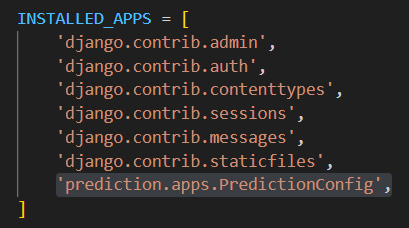 INSTALLED_APPS = [
    'django.contrib.admin',
    'django.contrib.auth',
    'django.contrib.contenttypes',
    'django.contrib.sessions',
    'django.contrib.messages',
    'django.contrib.staticfiles',
    'prediction.apps.PredictionConfig',
]